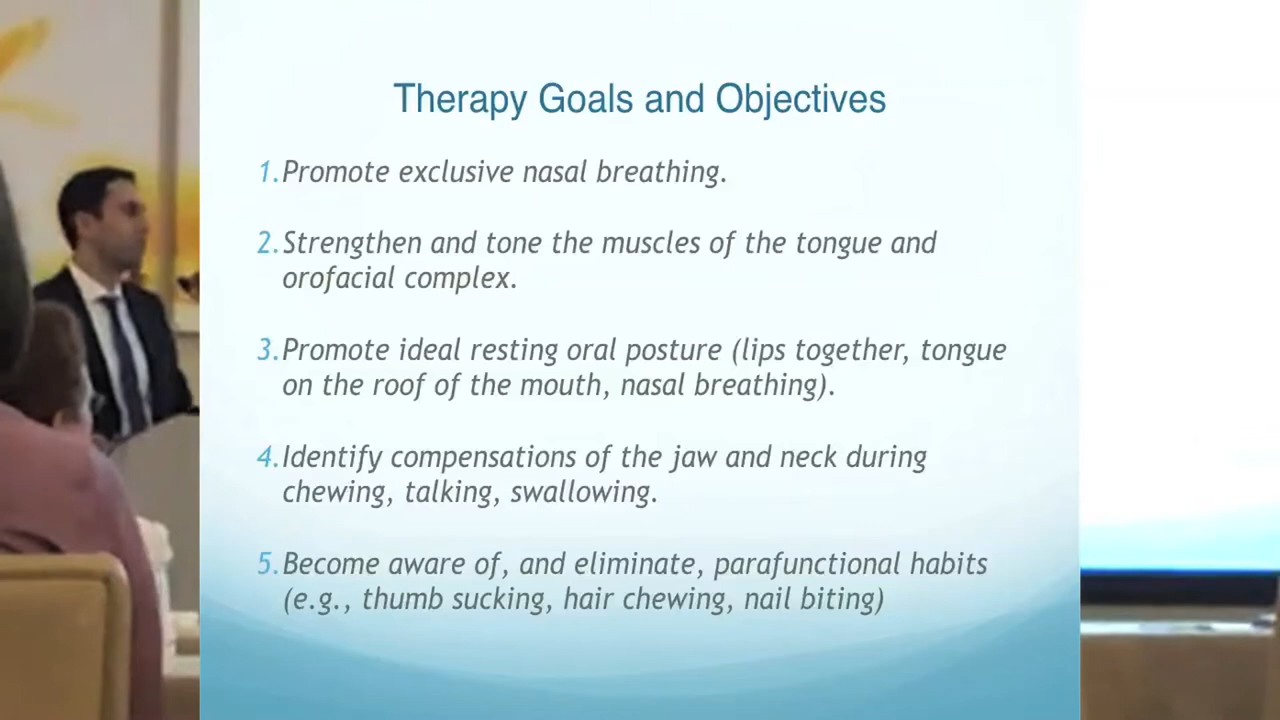 Therapy Goals and Objectives
1. Promote exclusive nasal breathing.
2. Strengthen and tone the muscles of the tongue and
orofacial complex.
3. Promote ideal resting oral posture (lips together, tongue
on the roof of the mouth, nasal breathing).
4. Identify compensations of the jaw and neck during
chewing, talking, swallowing.
5. Become aware of, and eliminate, parafunctional habits
(e.g., thumb sucking, hair chewing, nail biting)